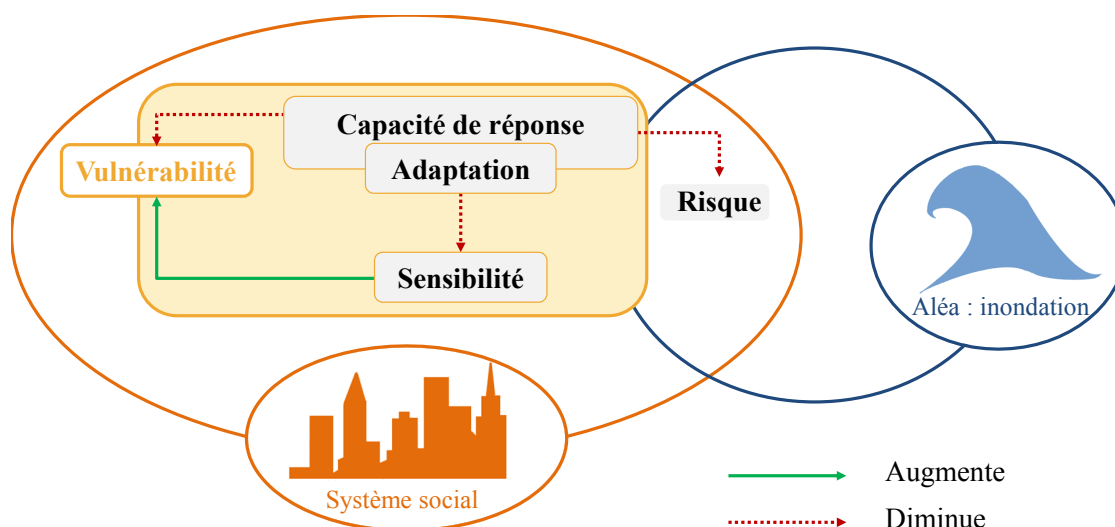 Capacité de réponse
Vulnérabilité
Adaptation
Risque
Sensibilité
Aléa : inondation
Système social
Augmente
Diminue